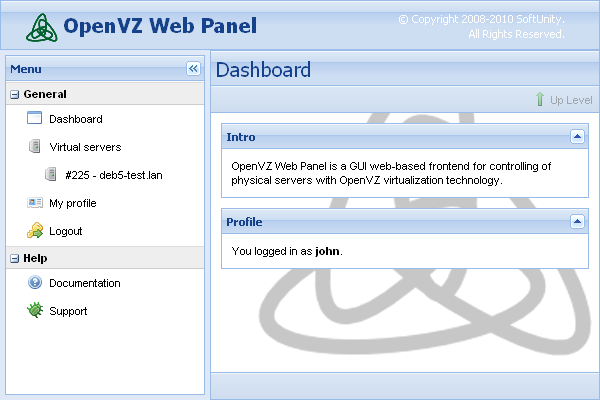 OpenVZ Web Panel
© Copyright 2008-2010 SoftUnity.
All Rights Reserved.
Menu
General
Dashboard
Virtual servers
#225 - deb5-test.lan
My profile
Logout
Help
Documentation
Support
Dashboard
Up Level
Intro
OpenVZ Web Panel is a GUI web-based frontend for controlling of
physical servers with OpenVZ virtualization technology.
Profile
You logged in as john.